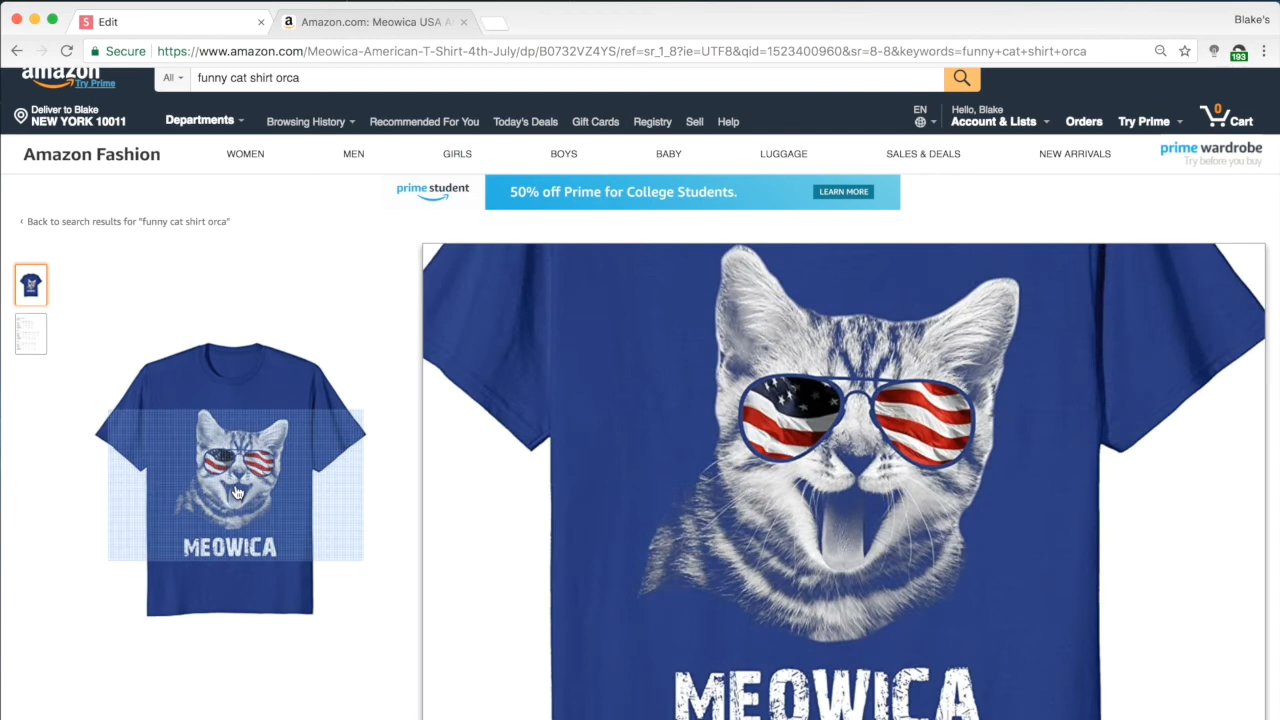 S Edit
Amazon.com: Meowica USA
Blake's
Secure https://www.amazon.com/Meowica-American-T-Shirt-4th-July/dp/B0732VZ4YS/ref=sr_1_8?ie=UTF8&qid=1523400960&sr=8-8&keywords=funny+cat+shirt+orca
193
amazon
Try Prime
All
funny cat shirt orca
Deliver to Blake
NEW YORK 10011
Departments
Browsing History
Recommended For You
Today's Deals
Gift Cards
Registry
Sell
Help
EN
Hello, Blake
Account & Lists
Orders
Try Prime
0
Cart
Amazon Fashion
WOMEN
MEN
GIRLS
BOYS
BABY
LUGGAGE
SALES & DEALS
NEW ARRIVALS
prime wardrobe
Try before you buy
prime student
50% off Prime for College Students.
LEARN MORE
‹ Back to search results for "funny cat shirt orca"
MEOWICA
MEOWICA